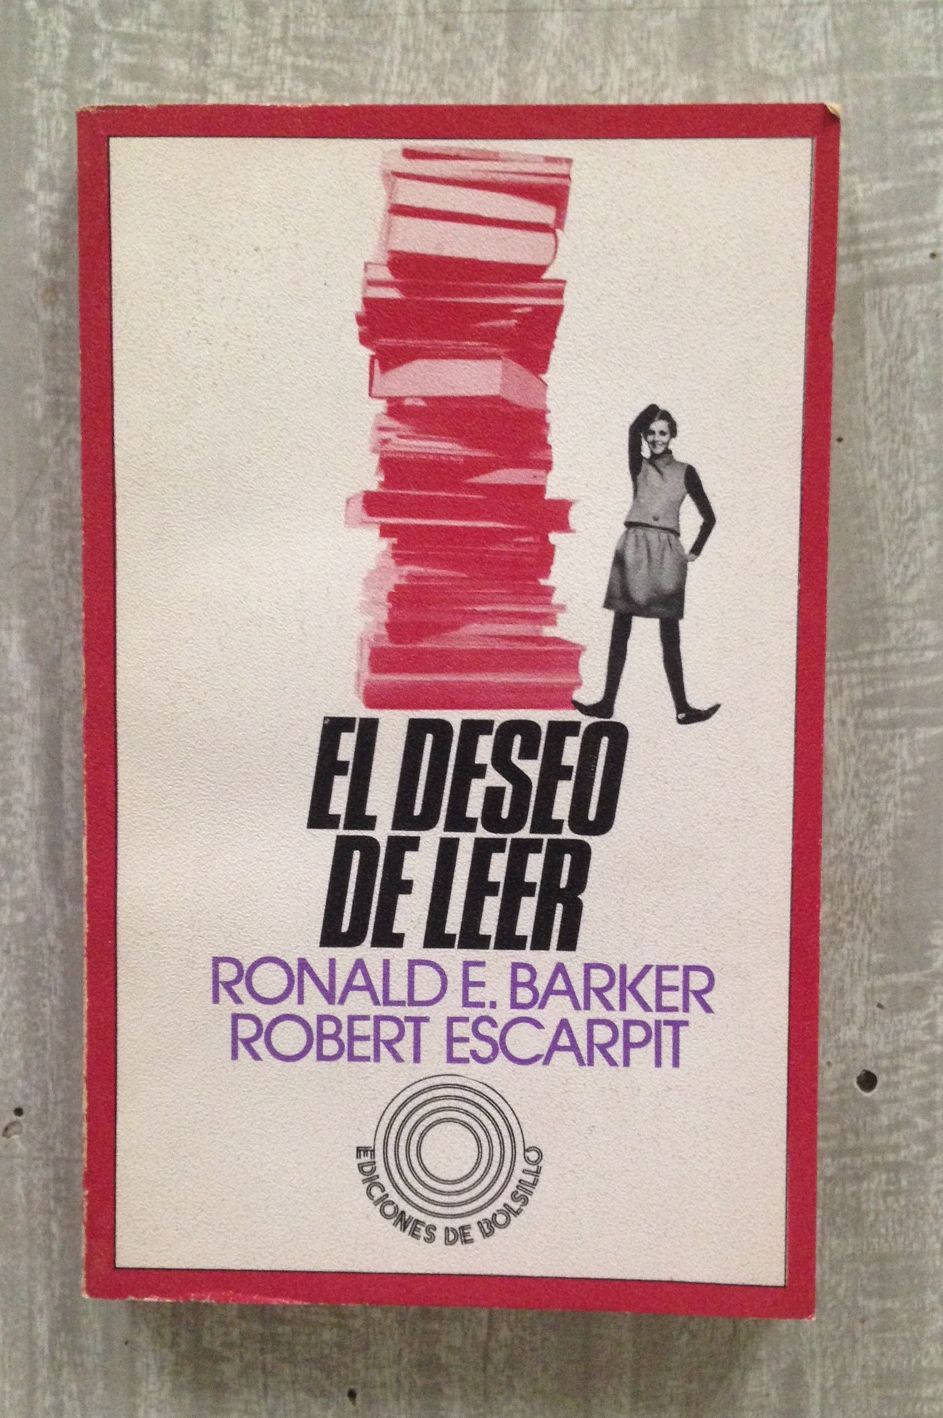 EL DESEO
DE LEER
RONALD E. BARKER
ROBERT ESCARPIT
EDICIONES DE BOLSILLO